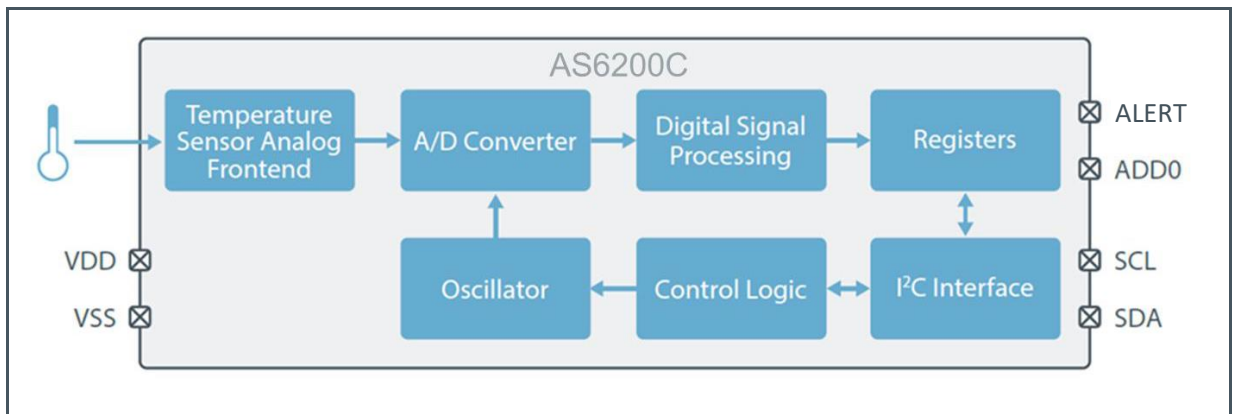 AS6200C
Temperature
Sensor Analog
Frontend
A/D Converter
Digital Signal
Processing
Registers
ALERT
ADD0
VDD
VSS
Oscillator
Control Logic
I²C Interface
SCL
SDA